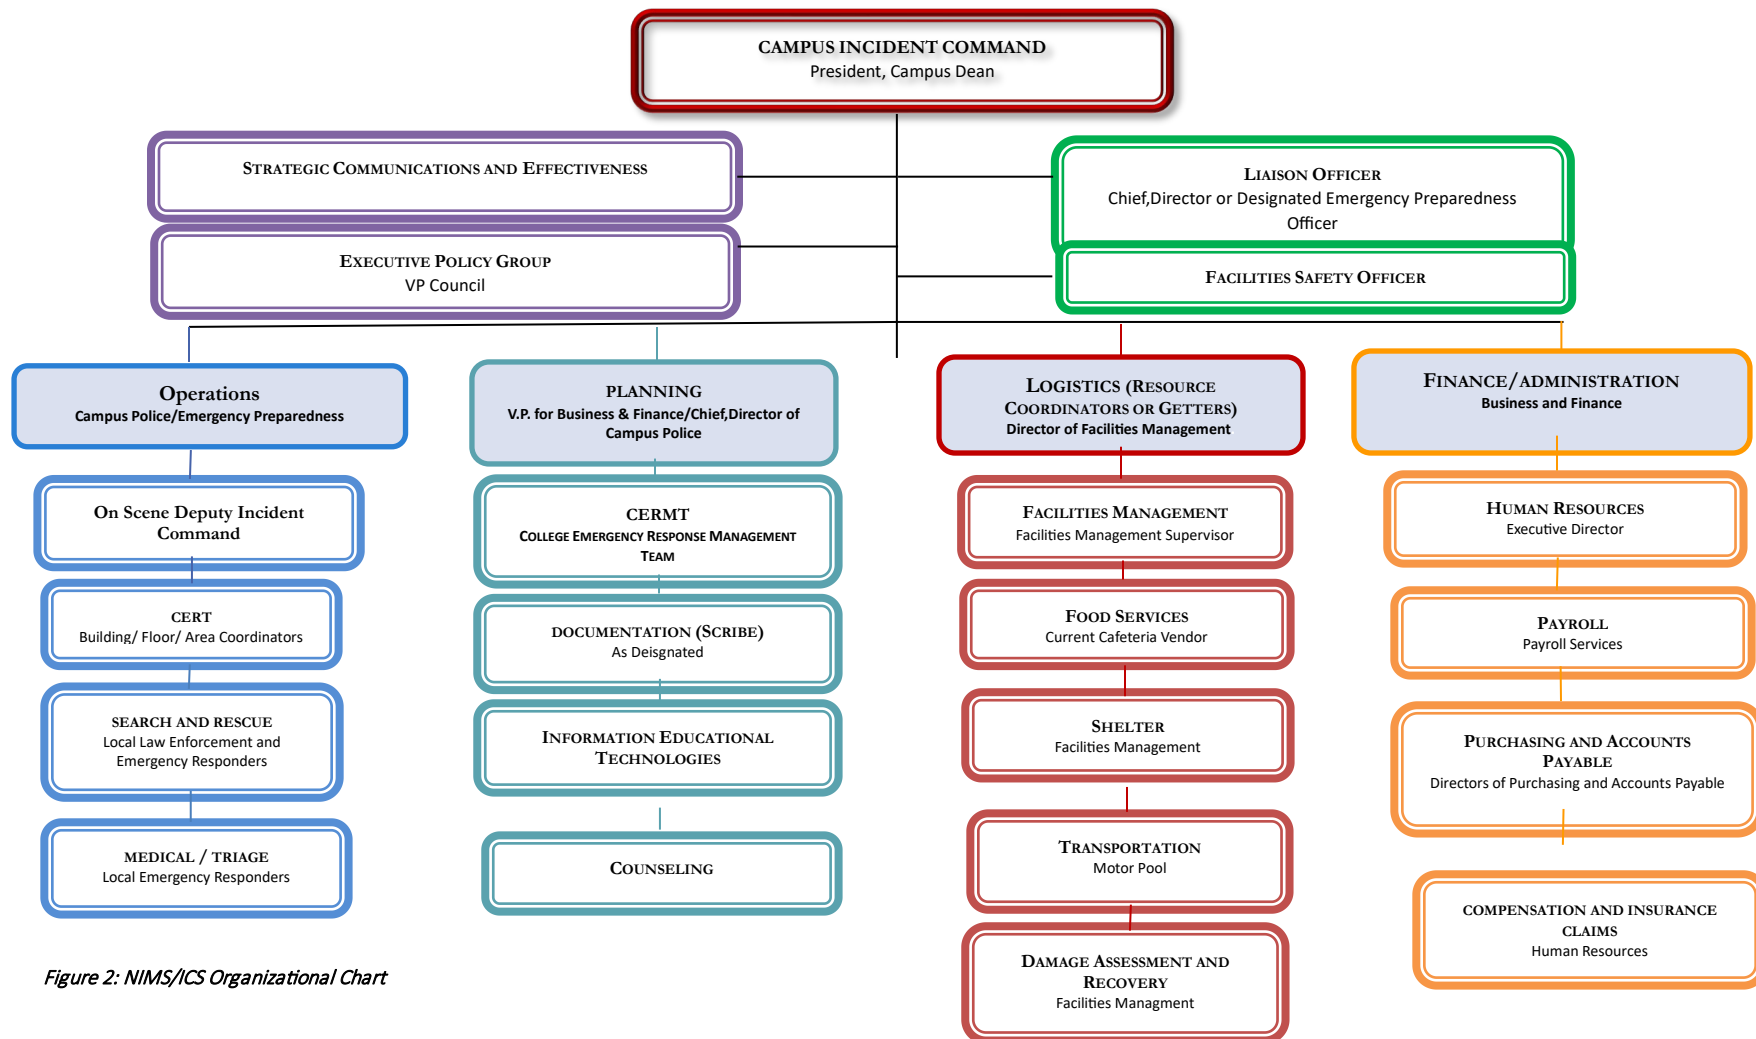 CAMPUS INCIDENT COMMAND
President, Campus Dean
STRATEGIC COMMUNICATIONS AND EFFECTIVENESS
LIAISON OFFICER
Chief,Director or Designated Emergency Preparedness
Officer
EXECUTIVE POLICY GROUP
VP Council
FACILITIES SAFETY OFFICER
Operations
Campus Police/Emergency Preparedness
On Scene Deputy Incident
Command
CERT
Building/ Floor/ Area Coordinators
SEARCH AND RESCUE
Local Law Enforcement and
Emergency Responders
MEDICAL / TRIAGE
Local Emergency Responders
PLANNING
V.P. for Business & Finance/Chief,Director of
Campus Police
CERMT
COLLEGE EMERGENCY RESPONSE MANAGEMENT
TEAM
DOCUMENTATION (SCRIBE)
As Deisgnated
INFORMATION EDUCATIONAL
TECHNOLOGIES
COUNSELING
LOGISTICS (RESOURCE
COORDINATORS OR GETTERS)
Director of Facilities Management
FACILITIES MANAGEMENT
Facilities Management Supervisor
FOOD SERVICES
Current Cafeteria Vendor
SHELTER
Facilities Management
TRANSPORTATION
Motor Pool
DAMAGE ASSESSMENT AND
RECOVERY
Facilities Managment
FINANCE/ADMINISTRATION
Business and Finance
HUMAN RESOURCES
Executive Director
PAYROLL
Payroll Services
PURCHASING AND ACCOUNTS
PAYABLE
Directors of Purchasing and Accounts Payable
COMPENSATION AND INSURANCE
CLAIMS
Human Resources
Figure 2: NIMS/ICS Organizational Chart